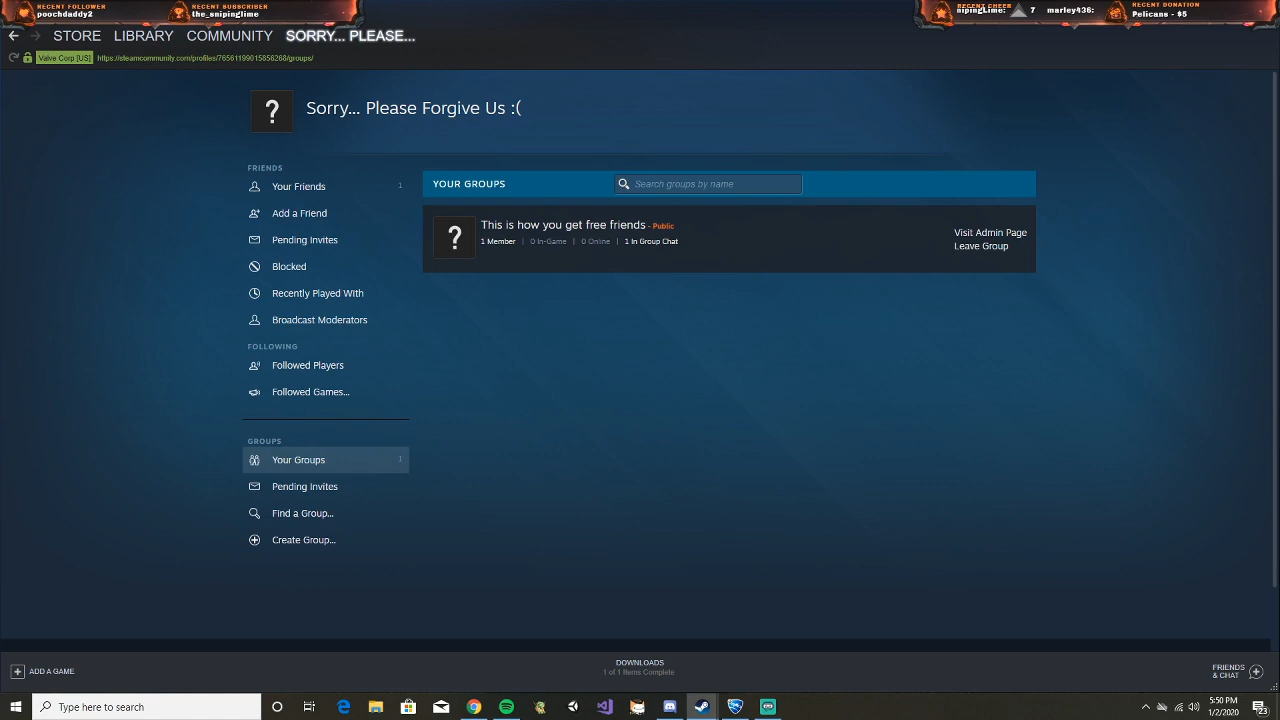 RECENT FOLLOWER
poochdaddy2
RECENT SUBSCRIBER
the_sniping1ime
RECENT CHEER
7 marley436:
RECENT DONATION
Pelicans - $5
STORE LIBRARY COMMUNITY SORRY... PLEASE...
Valve Corp [US] https://steamcommunity.com/profiles/76561199015656268/groups/
? Sorry... Please Forgive Us :(
FRIENDS
Your Friends 1
Add a Friend
Pending Invites
Blocked
Recently Played With
Broadcast Moderators
FOLLOWING
Followed Players
Followed Games...
GROUPS
Your Groups 1
Pending Invites
Find a Group...
Create Group...
YOUR GROUPS Search groups by name
? This is how you get free friends - Public
1 Member | 0 In-Game | 0 Online | 1 In Group Chat
Visit Admin Page
Leave Group
ADD A GAME
DOWNLOADS
1 of 1 Items Complete
FRIENDS
& CHAT
Type here to search
5:50 PM
1/2/2020
23